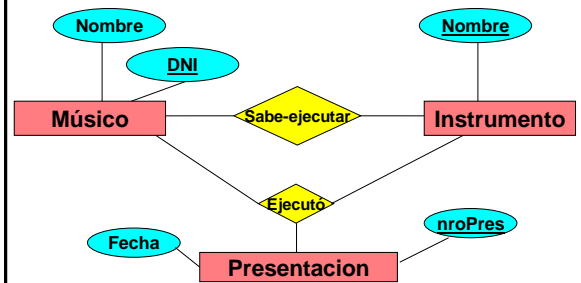 Nombre
Nombre
DNI
Músico
Sabe-ejecutar
Instrumento
Ejecutó
Fecha
nroPres
Presentacion